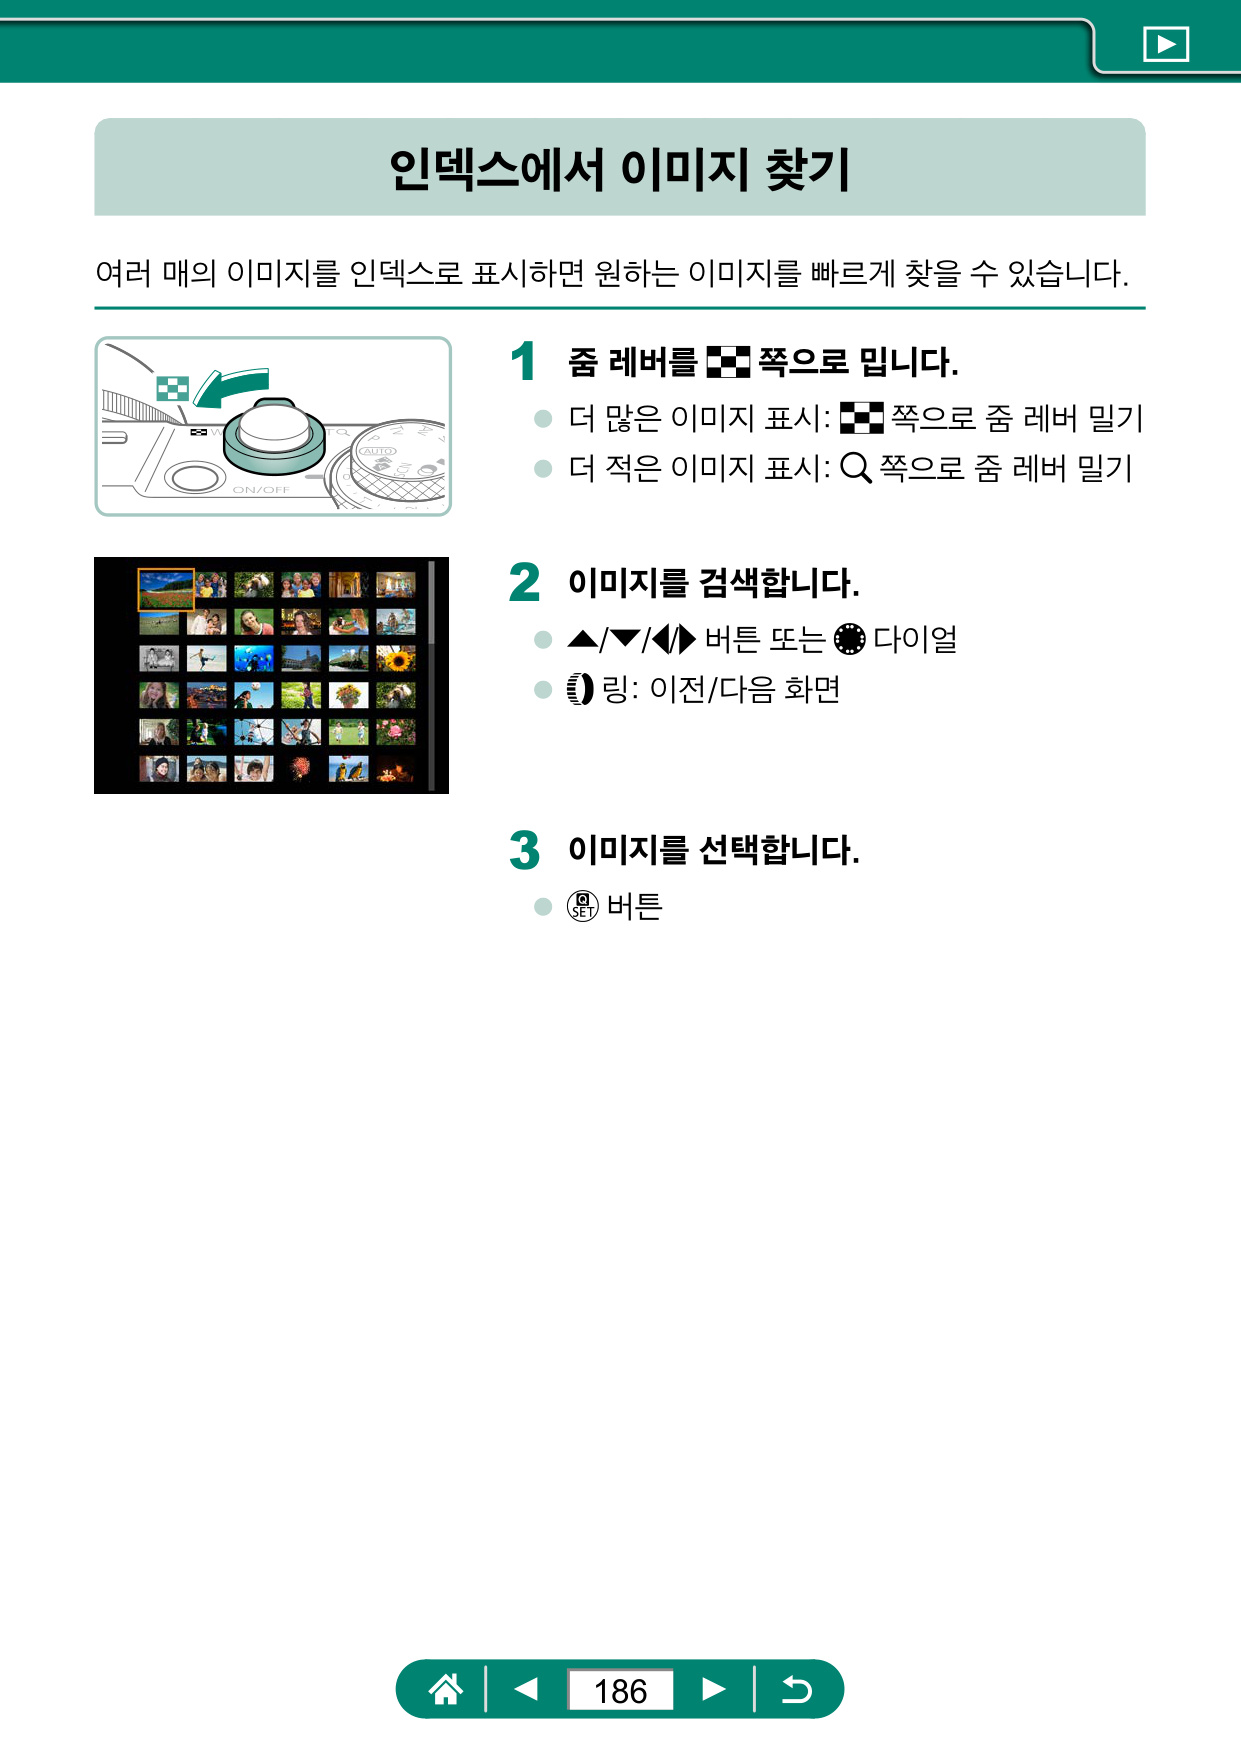 인덱스에서 이미지 찾기
여러 매의 이미지를 인덱스로 표시하면 원하는 이미지를 빠르게 찾을 수 있습니다.
ON/OFF
AUTO
1 줌 레버를 쪽으로 밉니다.
더 많은 이미지 표시: 쪽으로 줌 레버 밀기
더 적은 이미지 표시: 쪽으로 줌 레버 밀기
2 이미지를 검색합니다.
▲/▼/◀/▶ 버튼 또는 다이얼
링: 이전/다음 화면
3 이미지를 선택합니다.
Q SET 버튼
186